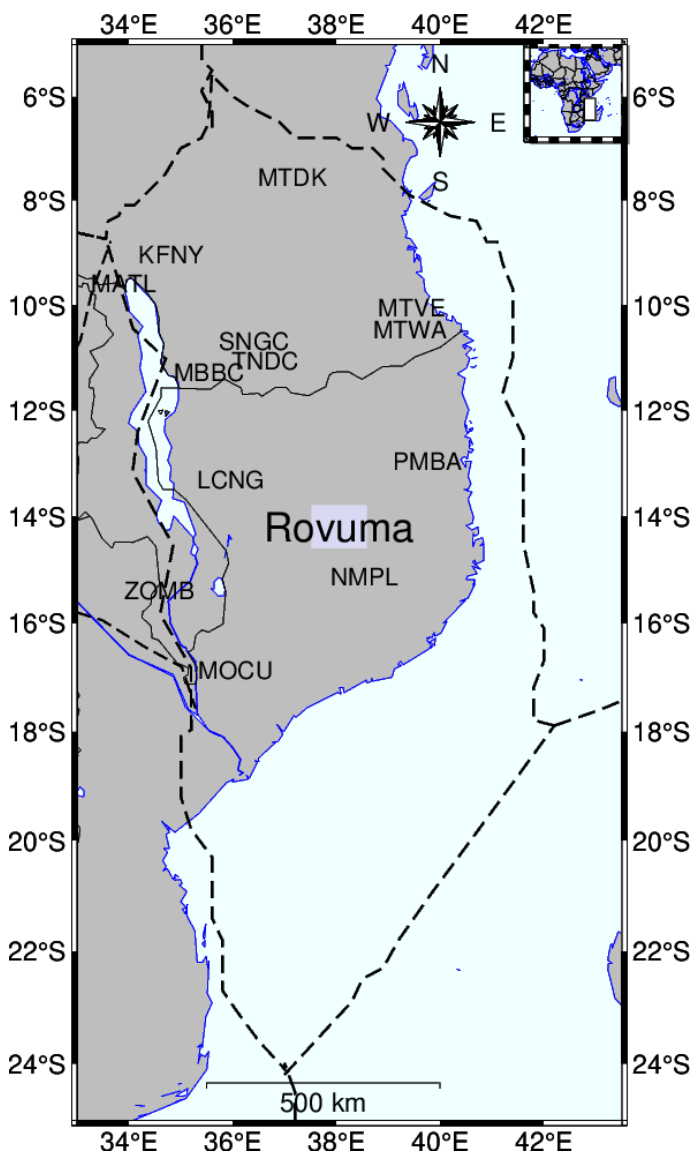 34°E 36°E 38°E 40°E 42°E
N
6°S 6°S
W E
MTDK S
8°S 8°S
KFNY
MATL
10°S 10°S
MTVE
MTWA
SNGC
TNDC
MBBC
12°S 12°S
PMBA
LCNG
14°S 14°S
Rovuma
NMPL
ZOMB
16°S 16°S
MOCU
18°S 18°S
20°S 20°S
22°S 22°S
24°S 24°S
500 km
34°E 36°E 38°E 40°E 42°E